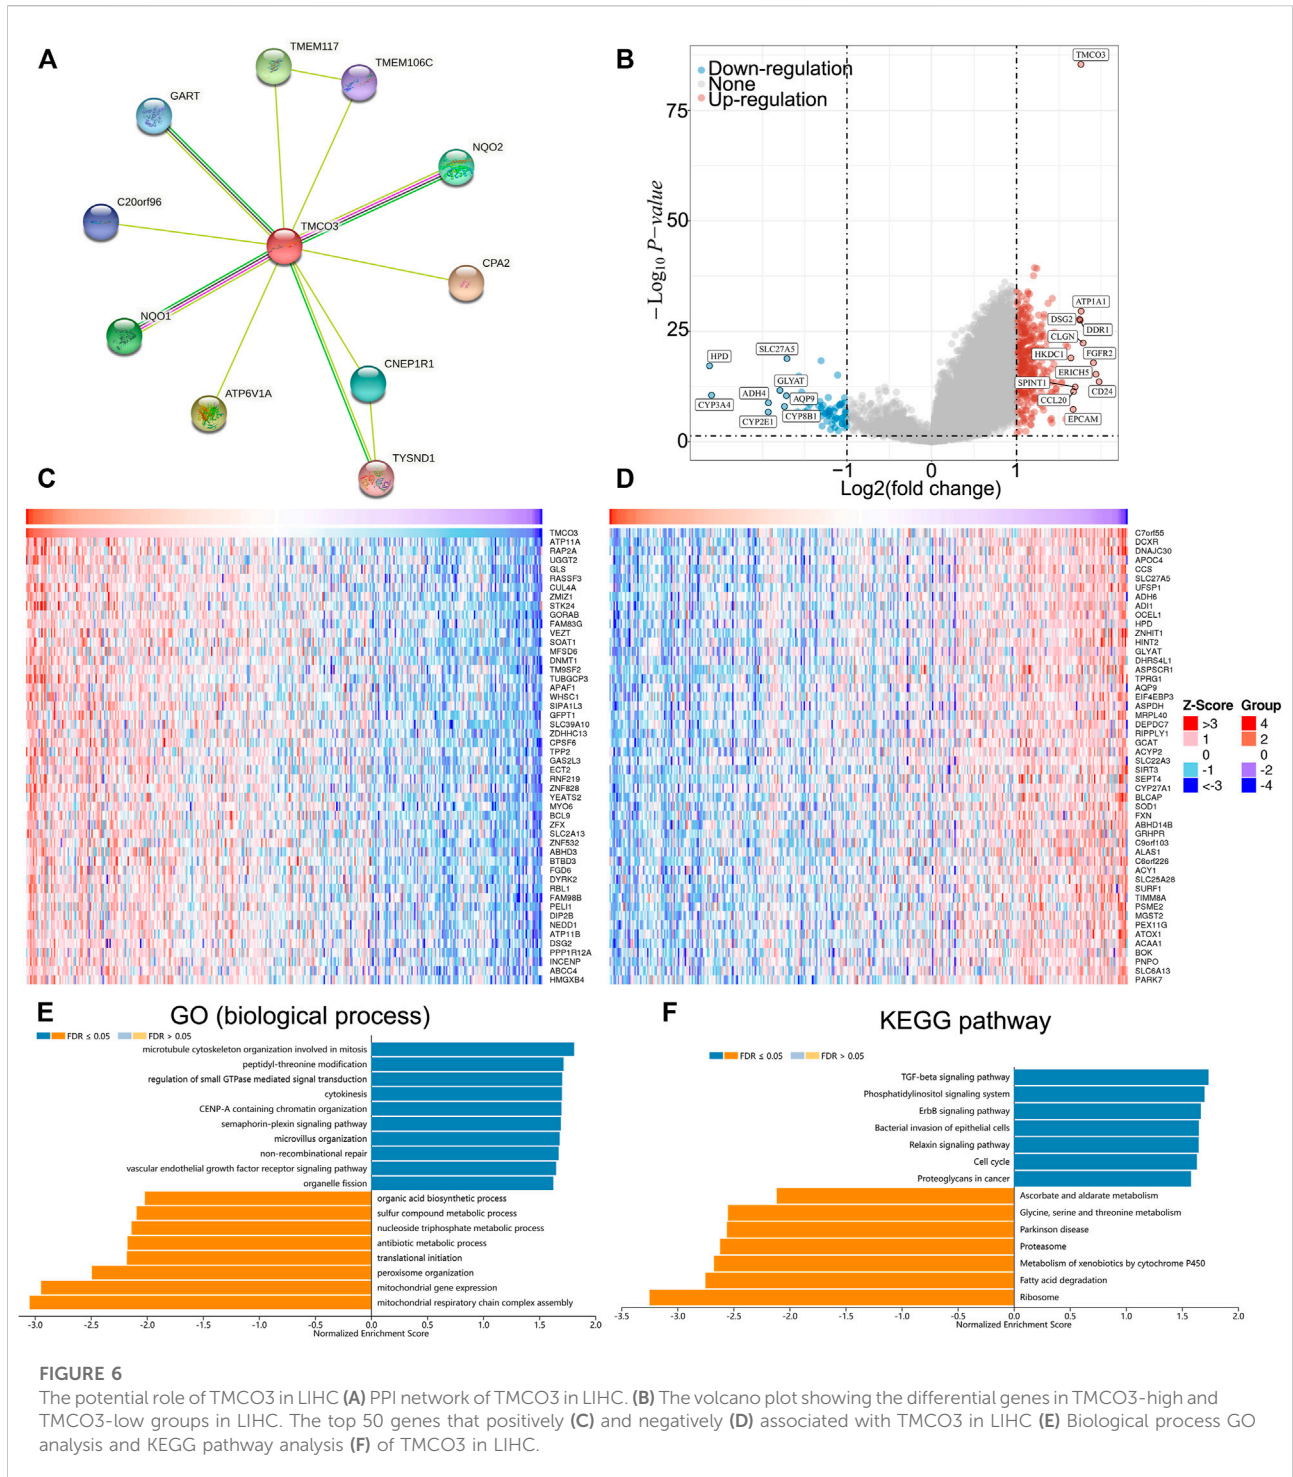 A
TMEM117
TMEM106C
GART
NQO2
C20orf96
TMCO3
CPA2
NQO1
CNEP1R1
ATP6V1A
TYSND1
B
Down-regulation
None
Up-regulation
−Log10 P−value
75
50
25
0
−1
0
1
Log2(fold change)
TMCO3
ATP1A1
DSG2
DDR1
CLGN
HKDC1
FGFR2
ERICH5
SPINT1
CD24
CCL20
EPCAM
HPD
SLC27A5
GLYAT
CYP3A4
ADH4
AQP9
CYP2E1
CYP8B1
C
TMCO3
ATP11A
RAP2A
UGGT2
GLS
RASSF3
CUL4A
ZMIZ1
STK24
GORAB
FAM83G
VEZT
SOAT1
MFSD6
DNMT1
TM9SF2
TUBGCP3
APAF1
WHSC1
SIPA1L3
GFPT1
SLC39A10
ZDHHC13
CPSF6
TPP2
GAS2L3
ECT2
RNF219
ZNF828
YEATS2
MYO6
BCL9
ZFX
SLC2A13
ZNF532
ABHD3
BTBD3
FGD6
DYRK2
RBL1
FAM98B
PELI1
DIP2B
NEDD1
ATP11B
DSG2
PPP1R12A
INCENP
ABCC4
HMGXB4
D
C7orf55
DCXR
DNAJC30
APOC4
CCS
SLC27A5
UFSP1
ADH6
ADI1
OCEL1
HPD
ZNHIT1
HINT2
GLYAT
DHRS4L1
ASPSCR1
TPRG1
AQP9
EIF4EBP3
ASPDH
MRPL40
DEPDC7
RIPPLY1
GCAT
ACYP2
SLC22A3
SIRT3
SEPT4
CYP27A1
BLCAP
SOD1
FXN
ABHD14B
GRHPR
C9orf103
ALAS1
C6orf226
ACY1
SLC25A28
SURF1
TIMM8A
PSME2
MGST2
PEX11G
ATOX1
ACAA1
BOK
PNPO
SLC6A13
PARK7
Z-Score Group
>3 4
1 2
0 0
-1 -2
<-3 -4
E
GO (biological process)
FDR ≤ 0.05 FDR > 0.05
microtubule cytoskeleton organization involved in mitosis
peptidyl-threonine modification
regulation of small GTPase mediated signal transduction
cytokinesis
CENP-A containing chromatin organization
semaphorin-plexin signaling pathway
microvillus organization
non-recombinational repair
vascular endothelial growth factor receptor signaling pathway
organelle fission
organic acid biosynthetic process
sulfur compound metabolic process
nucleoside triphosphate metabolic process
antibiotic metabolic process
translational initiation
peroxisome organization
mitochondrial gene expression
mitochondrial respiratory chain complex assembly
-3.0 -2.5 -2.0 -1.5 -1.0 -0.5 0.0 0.5 1.0 1.5 2.0
Normalized Enrichment Score
F
KEGG pathway
FDR ≤ 0.05 FDR > 0.05
TGF-beta signaling pathway
Phosphatidylinositol signaling system
ErbB signaling pathway
Bacterial invasion of epithelial cells
Relaxin signaling pathway
Cell cycle
Proteoglycans in cancer
Ascorbate and aldarate metabolism
Glycine, serine and threonine metabolism
Parkinson disease
Proteasome
Metabolism of xenobiotics by cytochrome P450
Fatty acid degradation
Ribosome
-3.5 -3.0 -2.5 -2.0 -1.5 -1.0 -0.5 0.0 0.5 1.0 1.5 2.0
Normalized Enrichment Score
FIGURE 6
The potential role of TMCO3 in LIHC (A) PPI network of TMCO3 in LIHC. (B) The volcano plot showing the differential genes in TMCO3-high and
TMCO3-low groups in LIHC. The top 50 genes that positively (C) and negatively (D) associated with TMCO3 in LIHC (E) Biological process GO
analysis and KEGG pathway analysis (F) of TMCO3 in LIHC.